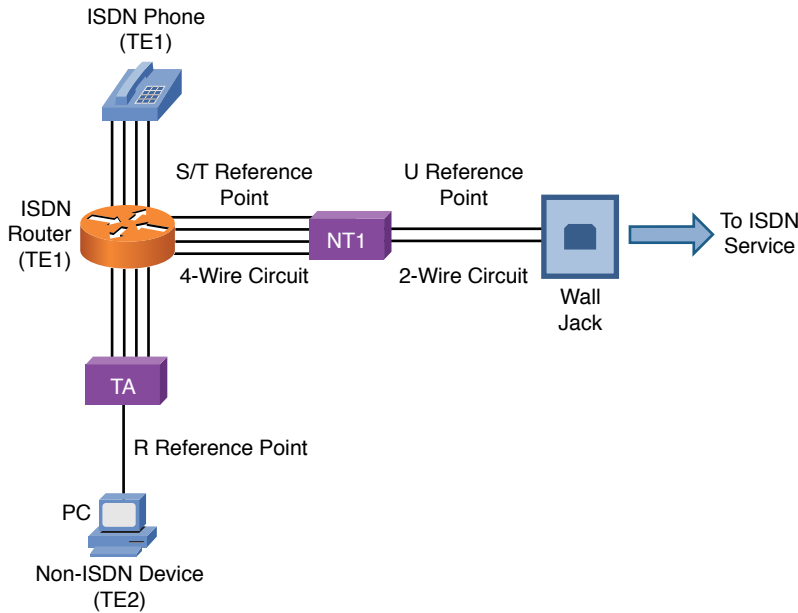 ISDN Phone
(TE1)
S/T Reference
Point
U Reference
Point
ISDN
Router
(TE1)
NT1
To ISDN
Service
4-Wire Circuit
2-Wire Circuit
Wall
Jack
TA
R Reference Point
PC
Non-ISDN Device
(TE2)